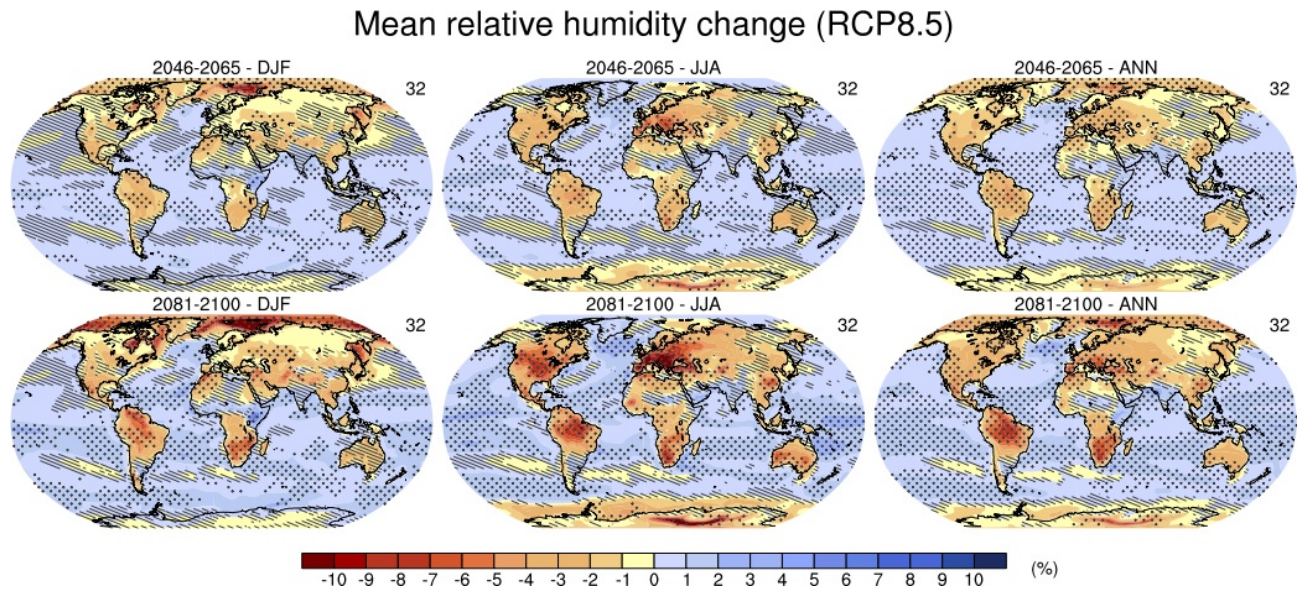 Mean relative humidity change (RCP8.5)
2046-2065 - DJF
32
2046-2065 - JJA
32
2046-2065 - ANN
32
2081-2100 - DJF
32
2081-2100 - JJA
32
2081-2100 - ANN
32
-10 -9 -8 -7 -6 -5 -4 -3 -2 -1 0 1 2 3 4 5 6 7 8 9 10 (%)